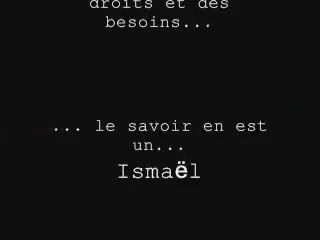 droits et des
besoins...
... le savoir en est
un...
Ismaël